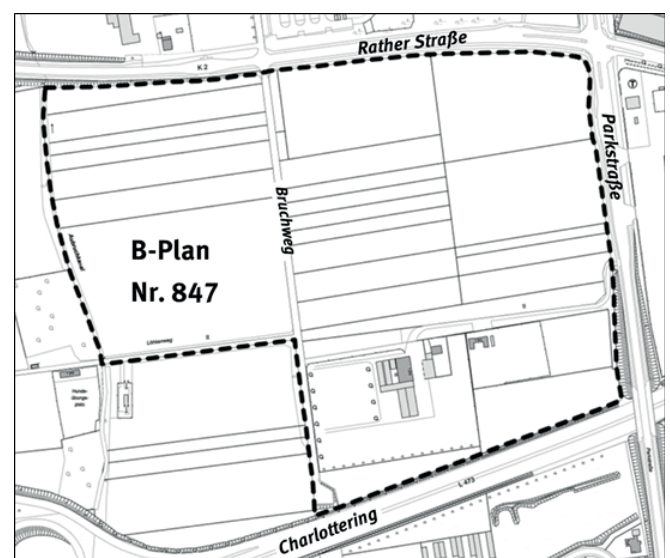 Rather Straße
K 2
Parkstraße
Bruchweg
B-Plan
Nr. 847
L 473
Charlottering